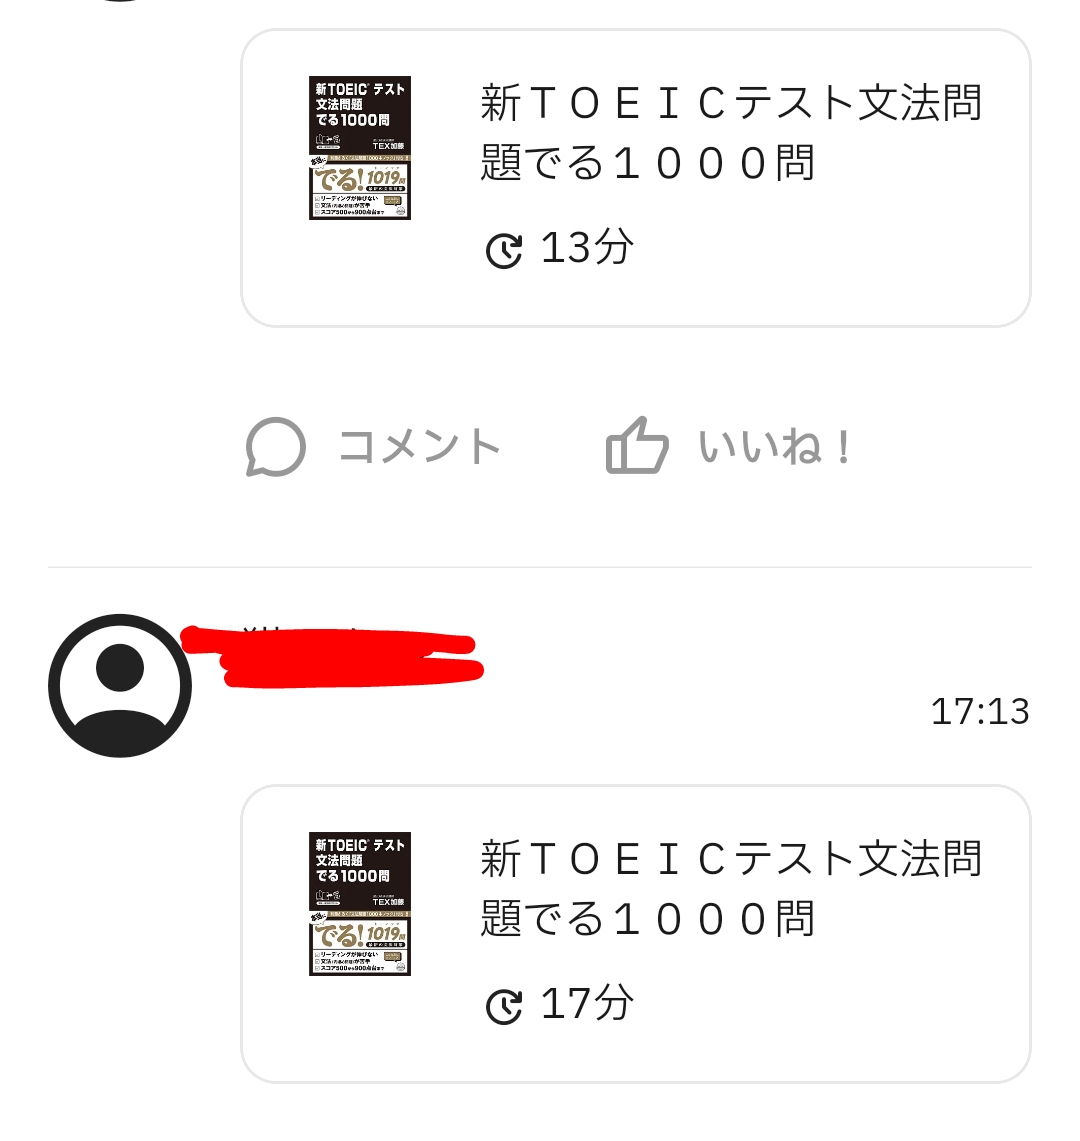 新TOEIC テスト
文法問題
でる1000問
TEX加藤
でる! 1019問
リーディングが伸びない
文法
が苦手
スコア500から900点台まで
新ＴＯＥＩＣテスト文法問
題でる１０００問
13分
コメント
いいね！
17:13
新TOEIC テスト
文法問題
でる1000問
TEX加藤
でる! 1019問
リーディングが伸びない
文法
が苦手
スコア500から900点台まで
新ＴＯＥＩＣテスト文法問
題でる１０００問
17分